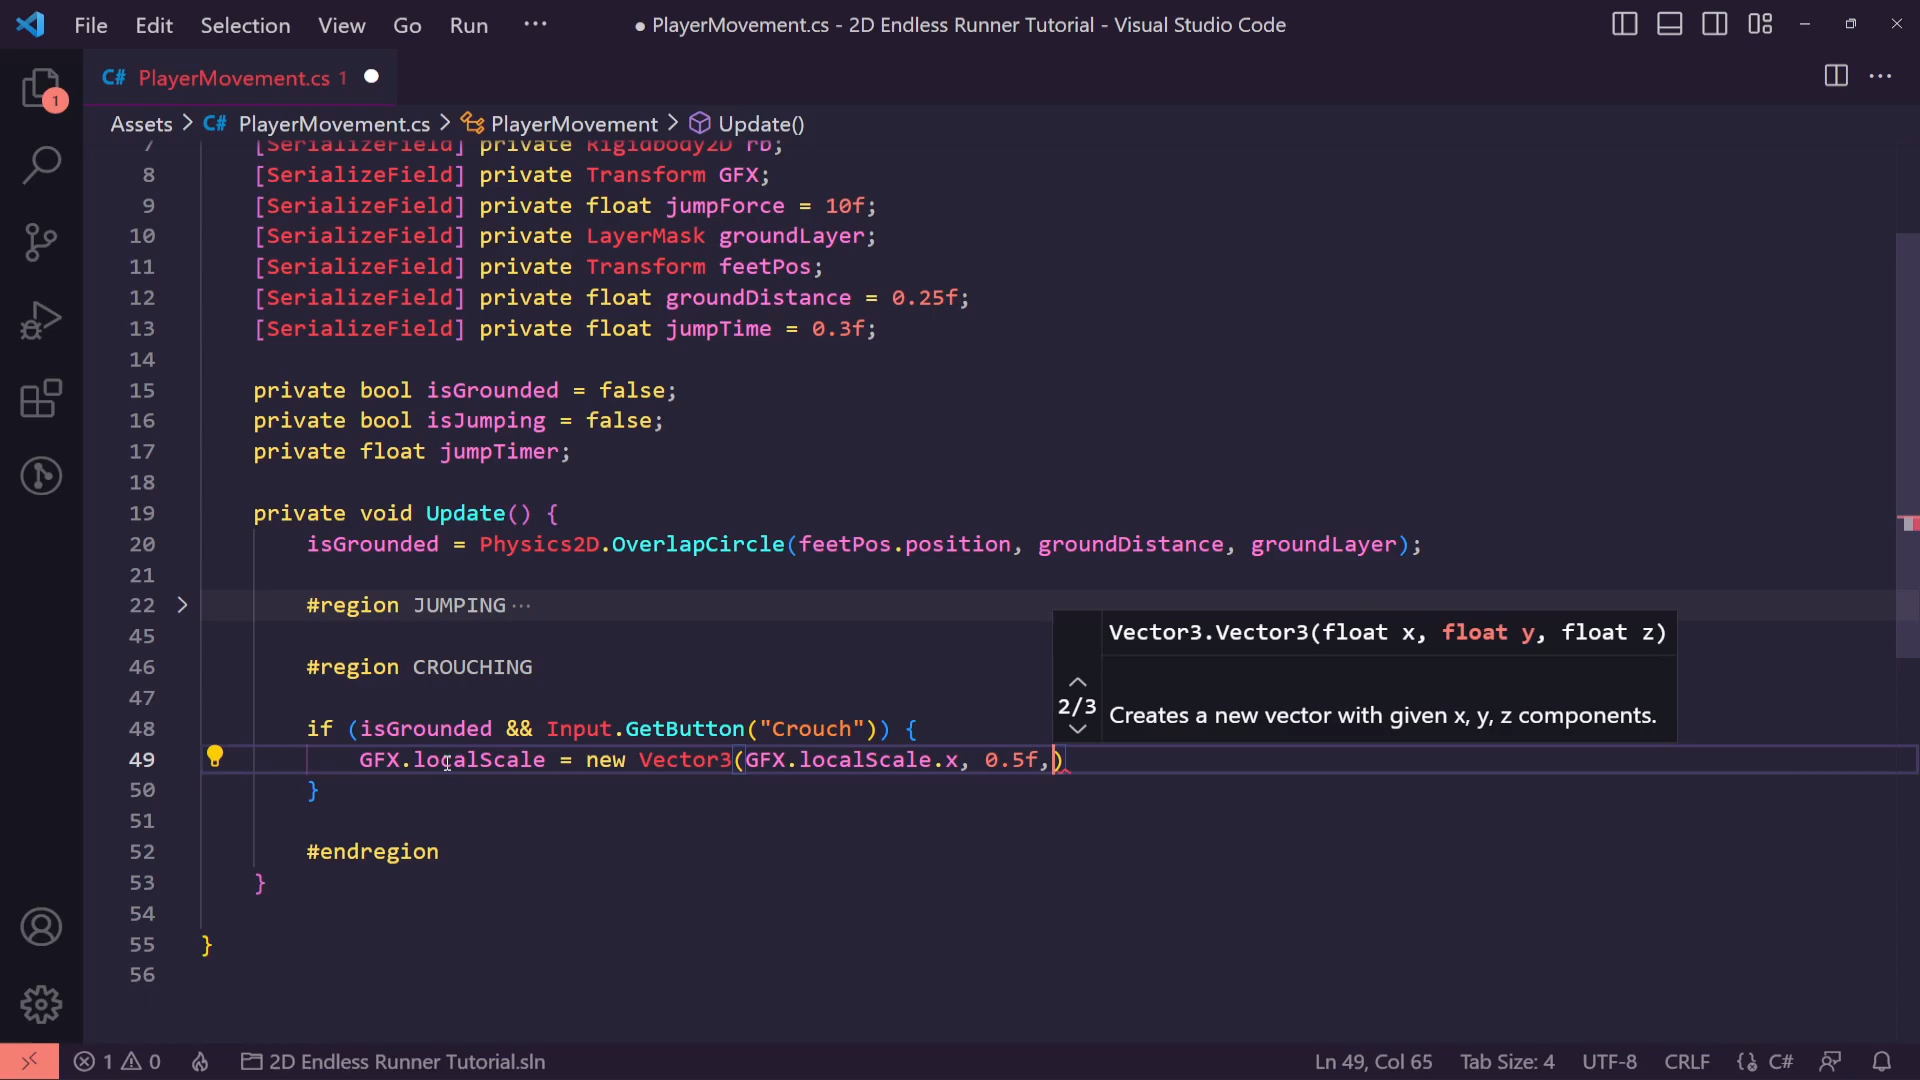 File Edit Selection View Go Run ··· ● PlayerMovement.cs - 2D Endless Runner Tutorial - Visual Studio Code
C# PlayerMovement.cs 1 ●
Assets > C# PlayerMovement.cs > PlayerMovement > Update()
7 [SerializeField] private Rigidbody2D rb;
8 [SerializeField] private Transform GFX;
9 [SerializeField] private float jumpForce = 10f;
10 [SerializeField] private LayerMask groundLayer;
11 [SerializeField] private Transform feetPos;
12 [SerializeField] private float groundDistance = 0.25f;
13 [SerializeField] private float jumpTime = 0.3f;
14
15 private bool isGrounded = false;
16 private bool isJumping = false;
17 private float jumpTimer;
18
19 private void Update() {
20 isGrounded = Physics2D.OverlapCircle(feetPos.position, groundDistance, groundLayer);
21
22 #region JUMPING···
45
46 #region CROUCHING
47
48 if (isGrounded && Input.GetButton("Crouch")) {
49 GFX.localScale = new Vector3(GFX.localScale.x, 0.5f,)
50 }
51
52 #endregion
53 }
54
55 }
56
Vector3.Vector3(float x, float y, float z)
2/3
Creates a new vector with given x, y, z components.
1
1 0 2D Endless Runner Tutorial.sln Ln 49, Col 65 Tab Size: 4 UTF-8 CRLF C#